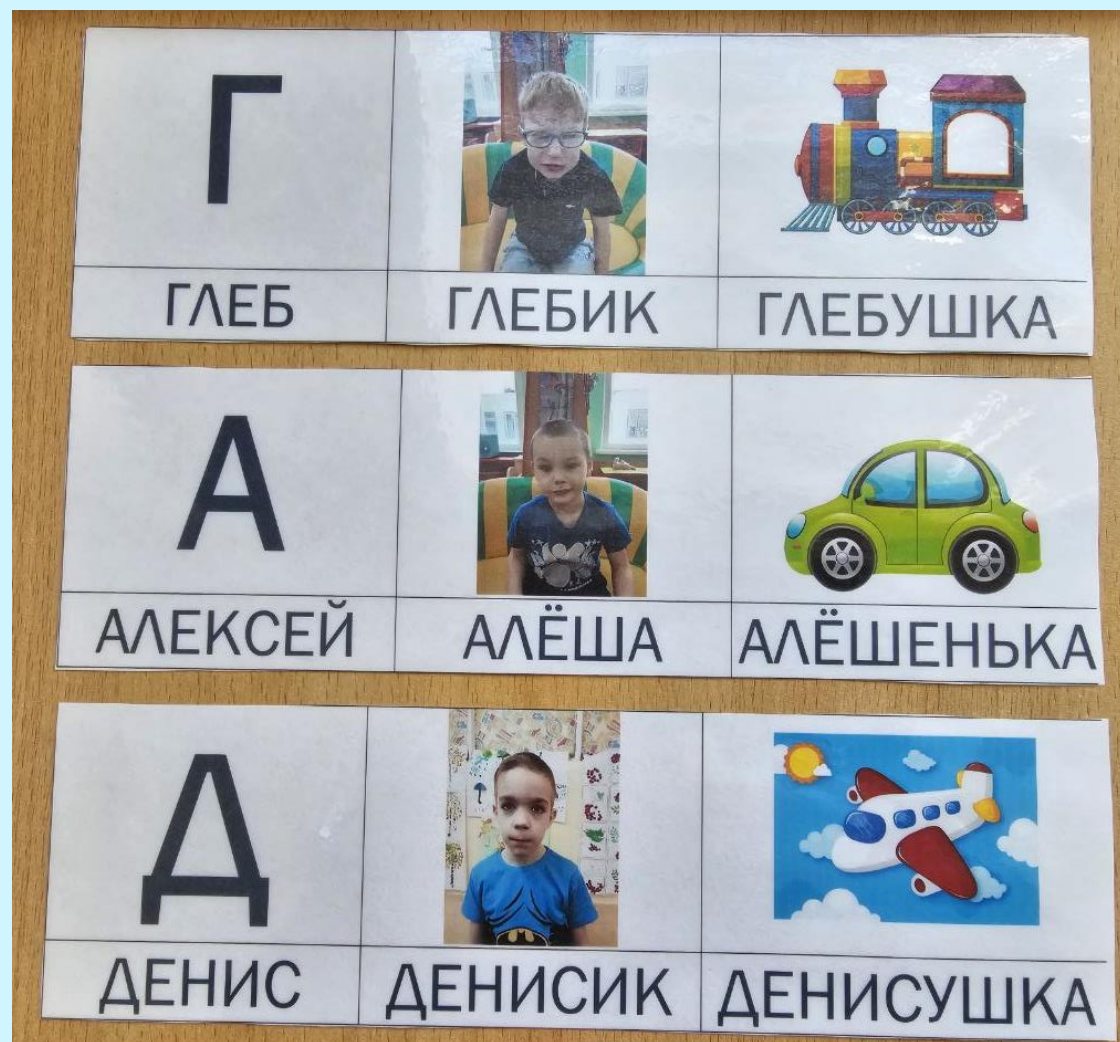 Г
ГЛЕБ ГЛЕБИК ГЛЕБУШКА
А
АЛЕКСЕЙ АЛЁША АЛЁШЕНЬКА
Д
ДЕНИС ДЕНИСИК ДЕНИСУШКА